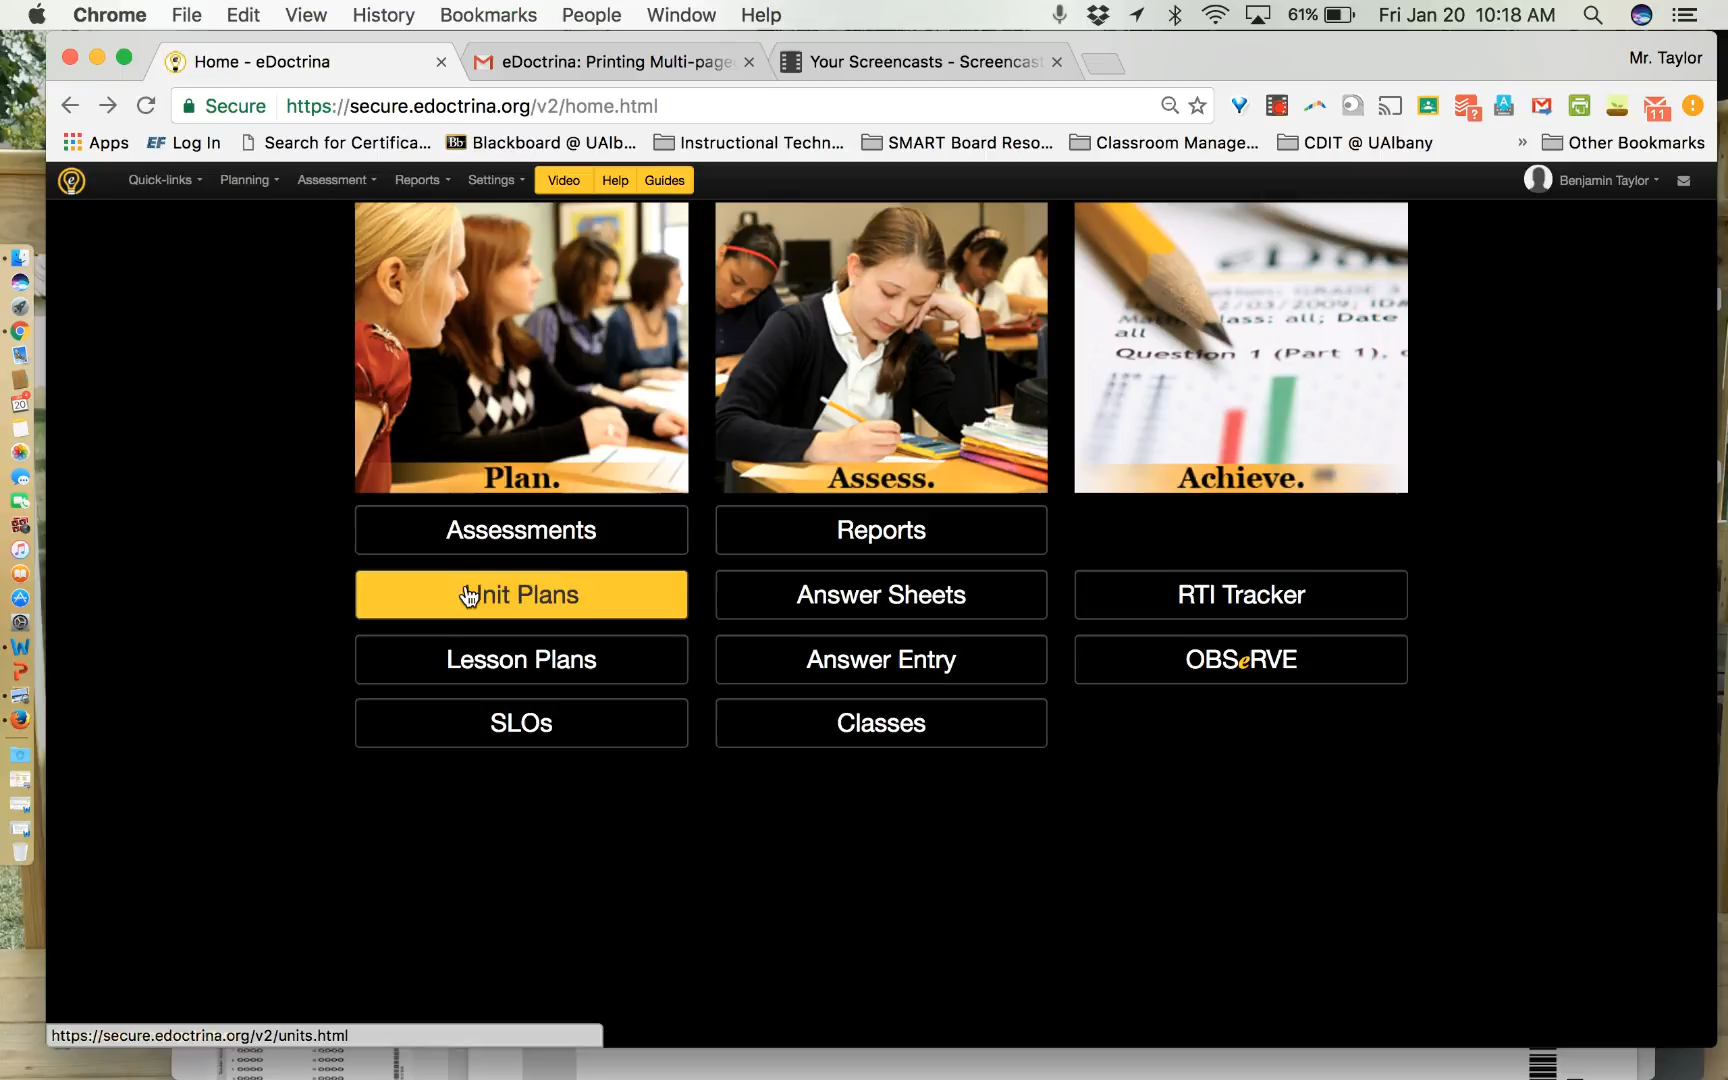 Chrome File Edit View History Bookmarks People Window Help 61% Fri Jan 20 10:18 AM
Home - eDoctrina eDoctrina: Printing Multi-page Your Screencasts - Screencast Mr. Taylor
Secure https://secure.edoctrina.org/v2/home.html
Apps EF Log In Search for Certifica... Bb Blackboard @ UAlb... Instructional Techn... SMART Board Reso... Classroom Manage... CDIT @ UAlbany » Other Bookmarks
Quick-links Planning Assessment Reports Settings Video Help Guides Benjamin Taylor
Plan. Assess. Achieve.
Assessments Reports
Unit Plans Answer Sheets RTI Tracker
Lesson Plans Answer Entry OBSeRVE
SLOs Classes
https://secure.edoctrina.org/v2/units.html